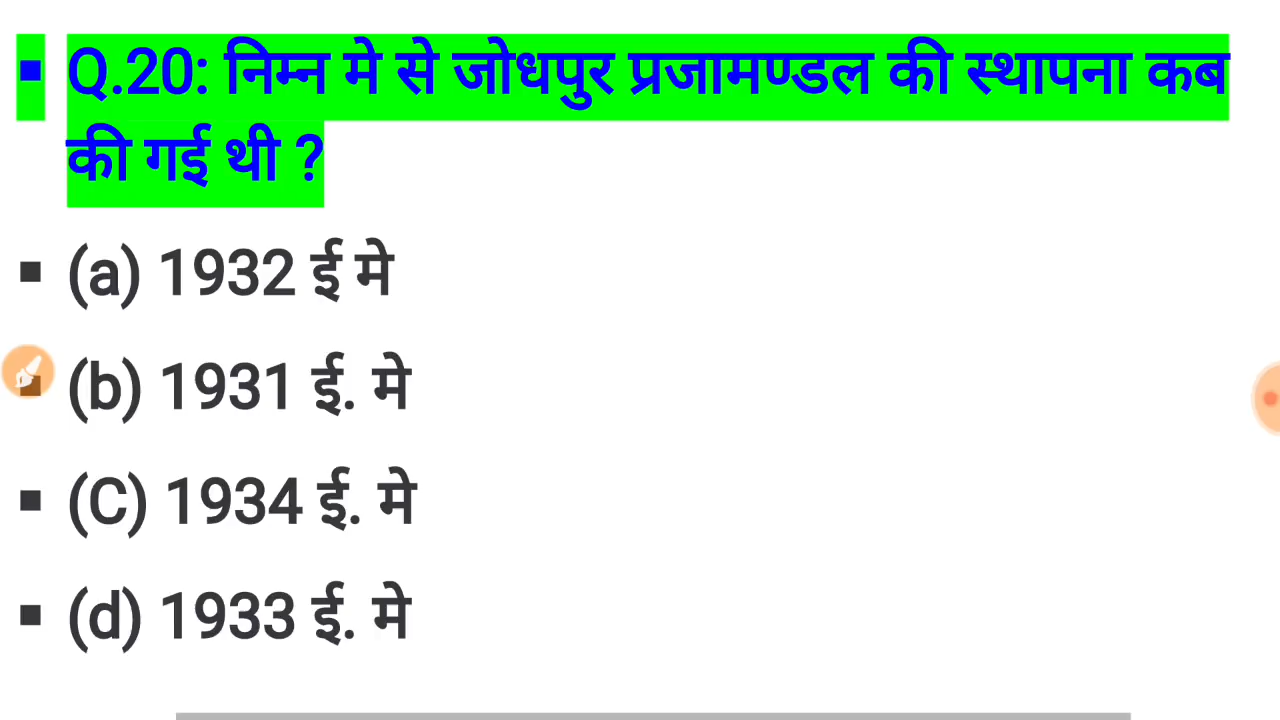 ▪ Q.20: निम्न मे से जोधपुर प्रजामण्डल की स्थापना कब
की गई थी ?
▪ (a) 1932 ई मे
▪ (b) 1931 ई. मे
▪ (C) 1934 ई. मे
▪ (d) 1933 ई. मे